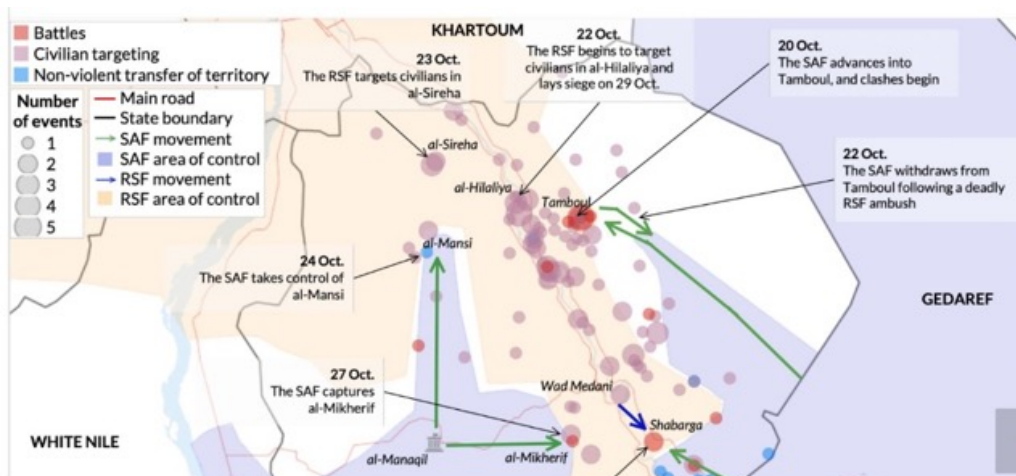 Battles
Civilian targeting
Non-violent transfer of territory
Number
of events
1
2
3
4
5
Main road
State boundary
SAF movement
SAF area of control
RSF movement
RSF area of control
KHARTOUM
23 Oct.
The RSF targets civilians in
al-Sireha
22 Oct.
The RSF begins to target
civilians in al-Hilaliya and
lays siege on 29 Oct.
20 Oct.
The SAF advances into
Tamboul, and clashes begin
22 Oct.
The SAF withdraws from
Tamboul following a deadly
RSF ambush
al-Sireha
al-Hilaliya
Tamboul
al-Mansi
24 Oct.
The SAF takes control of
al-Mansi
GEDAREF
27 Oct.
The SAF captures
al-Mikherif
Wad Medani
Shabarga
WHITE NILE
al-Manaqil
al-Mikherif